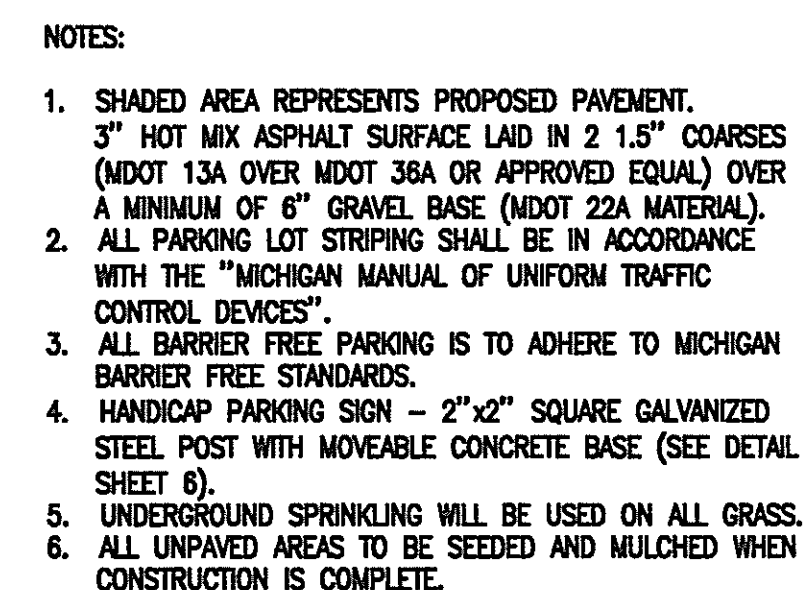 NOTES:
1. SHADED AREA REPRESENTS PROPOSED PAVEMENT.
3" HOT MIX ASPHALT SURFACE LAID IN 2 1.5" COARSES
(MDOT 13A OVER MDOT 36A OR APPROVED EQUAL) OVER
A MINIMUM OF 6" GRAVEL BASE (MDOT 22A MATERIAL).
2. ALL PARKING LOT STRIPING SHALL BE IN ACCORDANCE
WITH THE "MICHIGAN MANUAL OF UNIFORM TRAFFIC
CONTROL DEVICES".
3. ALL BARRIER FREE PARKING IS TO ADHERE TO MICHIGAN
BARRIER FREE STANDARDS.
4. HANDICAP PARKING SIGN – 2"x2" SQUARE GALVANIZED
STEEL POST WITH MOVEABLE CONCRETE BASE (SEE DETAIL
SHEET 6).
5. UNDERGROUND SPRINKLING WILL BE USED ON ALL GRASS.
6. ALL UNPAVED AREAS TO BE SEEDED AND MULCHED WHEN
CONSTRUCTION IS COMPLETE.